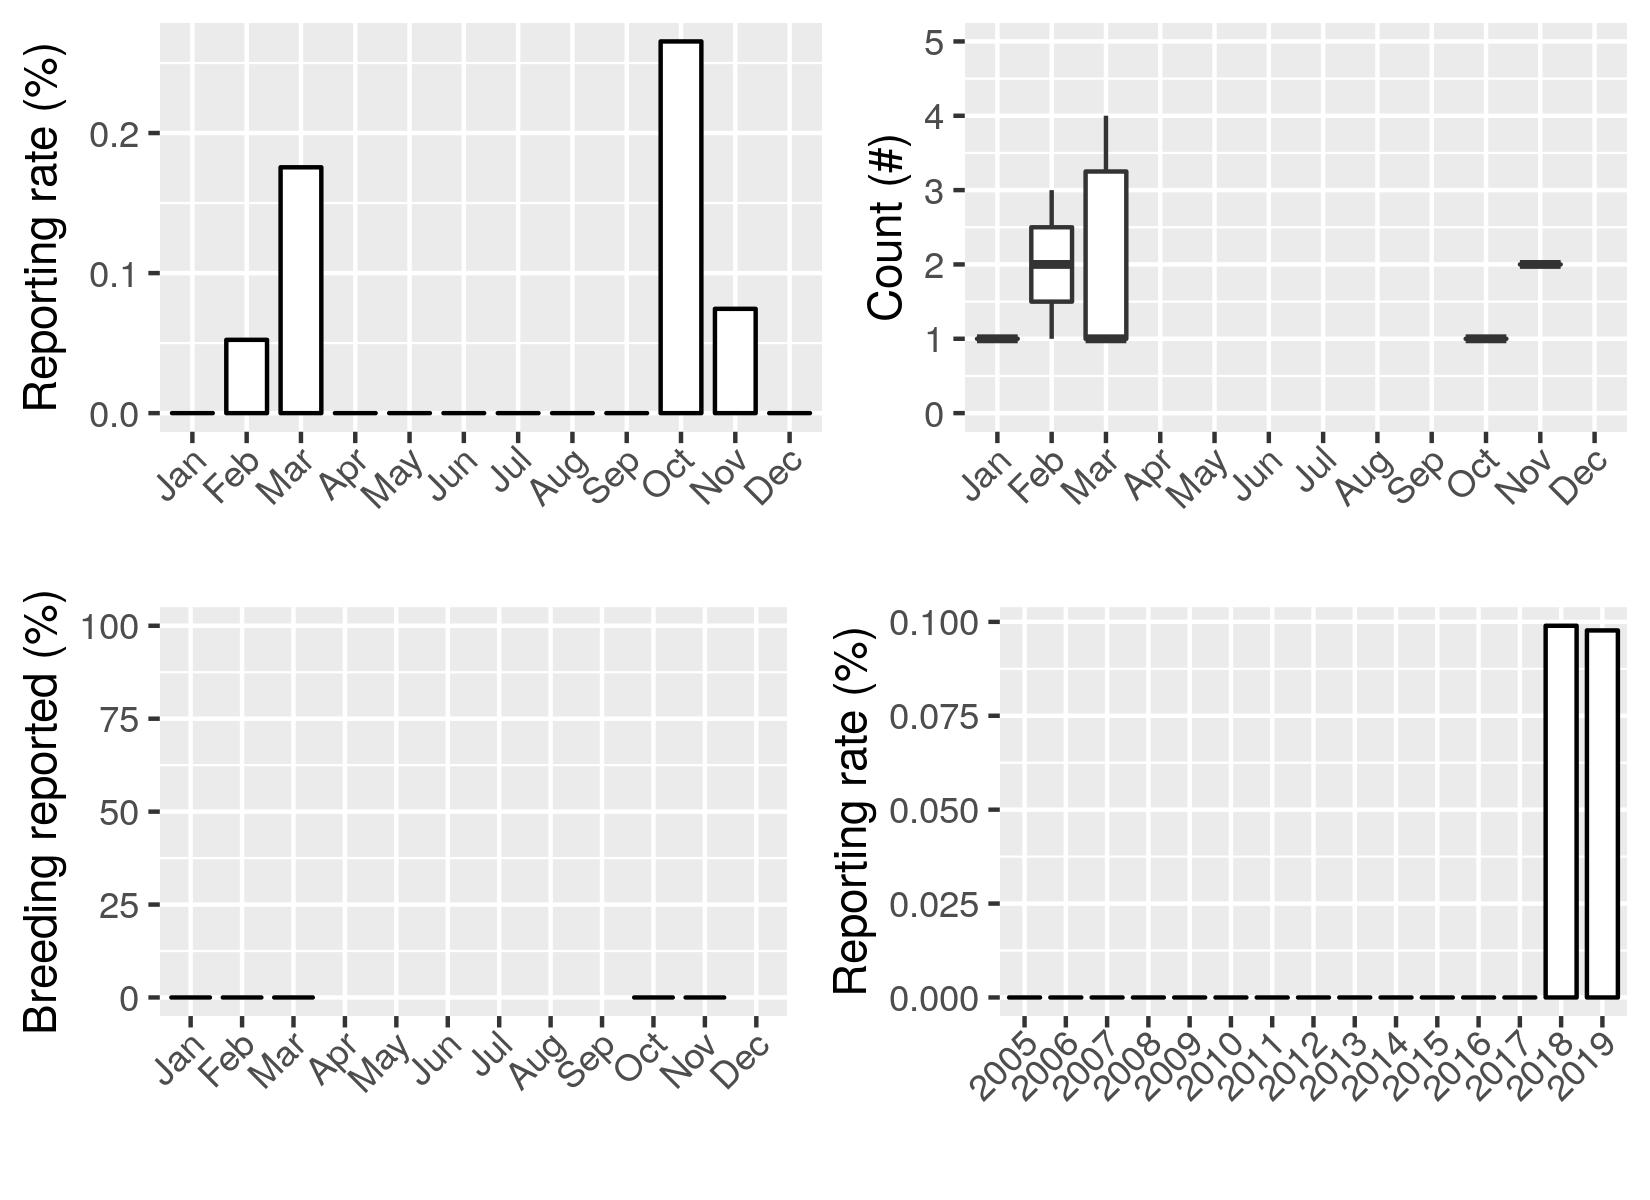 Reporting rate (%)
0.2
0.1
0.0
Jan Feb Mar Apr May Jun Jul Aug Sep Oct Nov Dec
Count (#)
5
4
3
2
1
0
Jan Feb Mar Apr May Jun Jul Aug Sep Oct Nov Dec
Breeding reported (%)
100
75
50
25
0
Jan Feb Mar Apr May Jun Jul Aug Sep Oct Nov Dec
Reporting rate (%)
0.100
0.075
0.050
0.025
0.000
2005 2006 2007 2008 2009 2010 2011 2012 2013 2014 2015 2016 2017 2018 2019